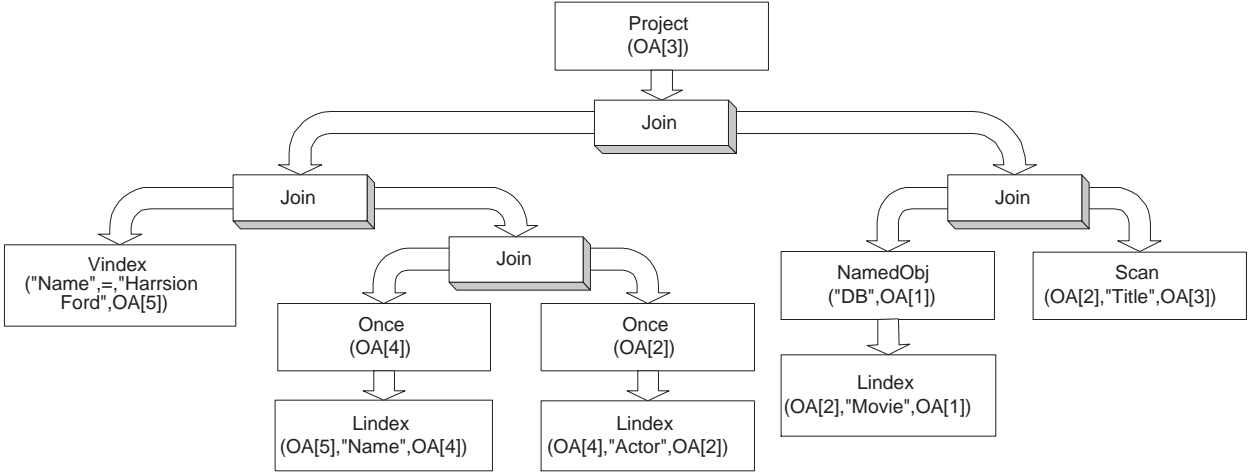 Project
(OA[3])
Join
Join
Join
Vindex
("Name",=,"Harrsion
Ford",OA[5])
Join
NamedObj
("DB",OA[1])
Scan
(OA[2],"Title",OA[3])
Once
(OA[4])
Once
(OA[2])
Lindex
(OA[2],"Movie",OA[1])
Lindex
(OA[5],"Name",OA[4])
Lindex
(OA[4],"Actor",OA[2])